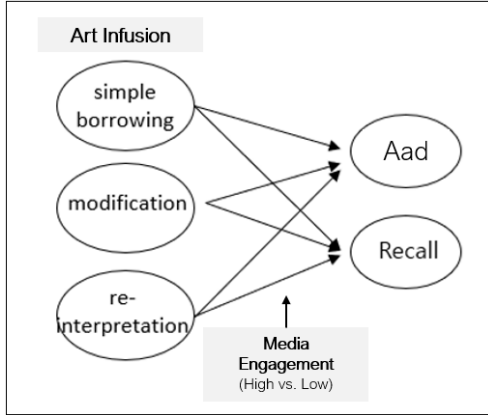 Art Infusion
simple
borrowing
modification
re-
interpretation
Aad
Recall
Media
Engagement
(High vs. Low)